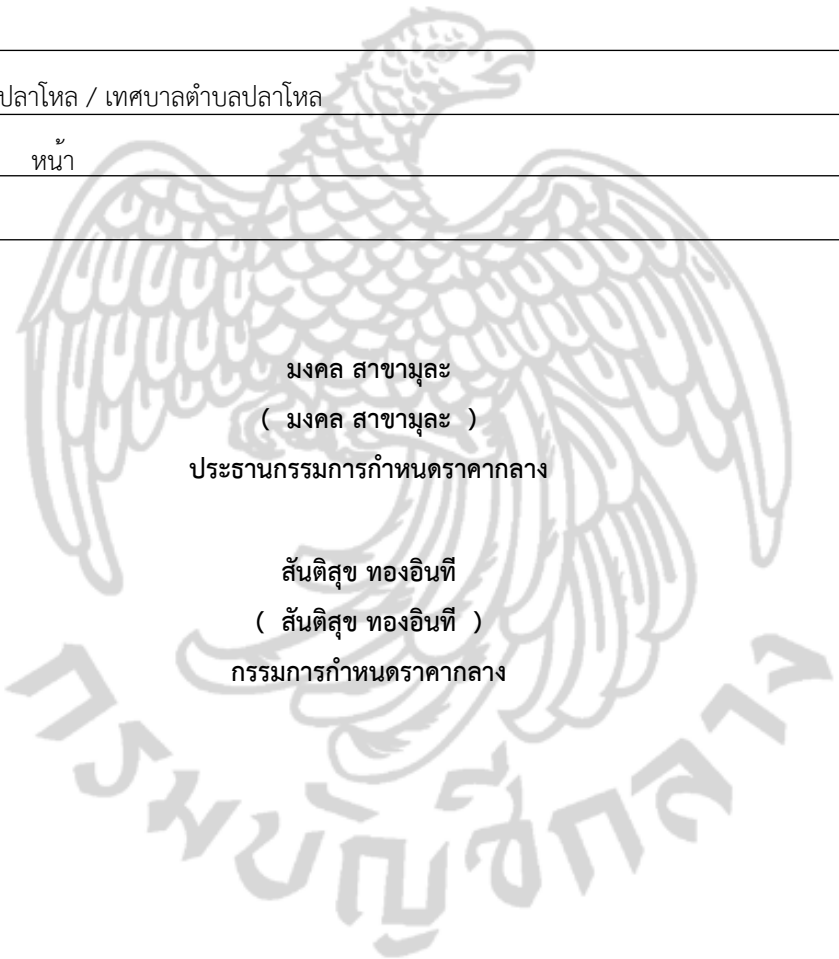 ปลาโหล / เทศบาลตำบลปลาโหล
หน้า
มงคล สาขามุละ
( มงคล สาขามุละ )
ประธานกรรมการกำหนดราคากลาง
สันติสุข ทองอินที
( สันติสุข ทองอินที )
กรรมการกำหนดราคากลาง
กรมบัญชีกลาง